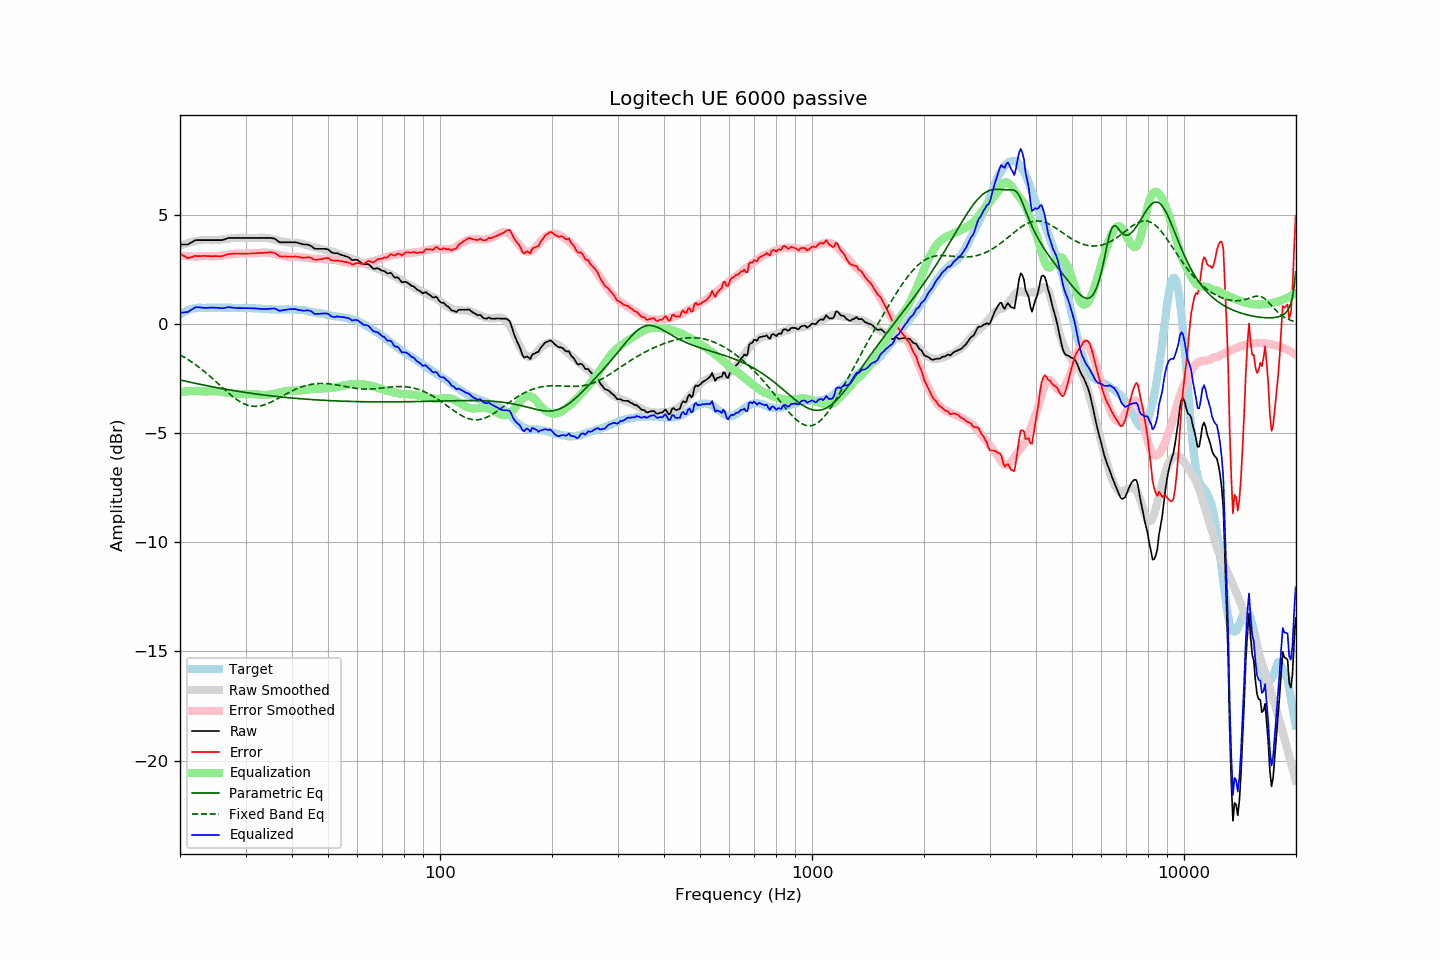 Logitech UE 6000 passive
Amplitude (dBr)
5
0
−5
−10
−15
−20
Target
Raw Smoothed
Error Smoothed
Raw
Error
Equalization
Parametric Eq
Fixed Band Eq
Equalized
100
1000
10000
Frequency (Hz)